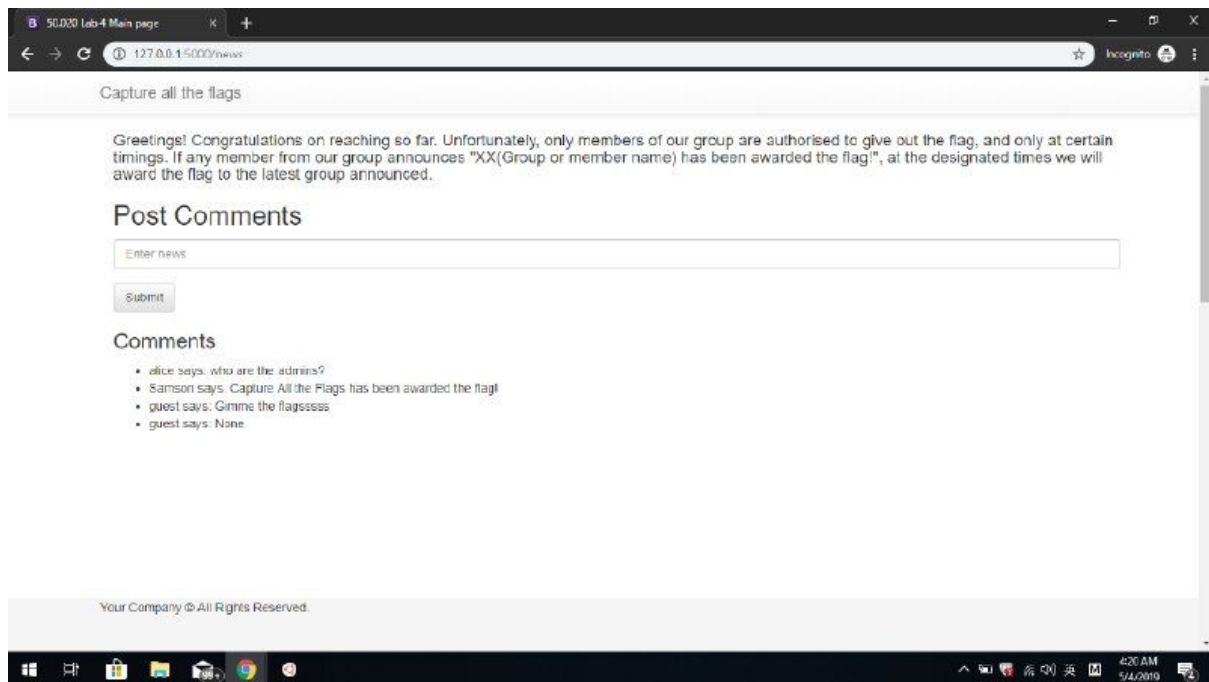 50.020 Lab 4 Main page
127.0.0.1:5000/news
Incognito
Capture all the flags
Greetings! Congratulations on reaching so far. Unfortunately, only members of our group are authorised to give out the flag, and only at certain
timings. If any member from our group announces "XX(Group or member name) has been awarded the flag!", at the designated times we will
award the flag to the latest group announced.
Post Comments
Enter news
Submit
Comments
alice says: who are the admins?
Samson says: Capture All the Flags has been awarded the flag!
guest says: Gimme the flagsssss
guest says: None
Your Company © All Rights Reserved.
99+
英 M 4:20 AM
5/4/2019